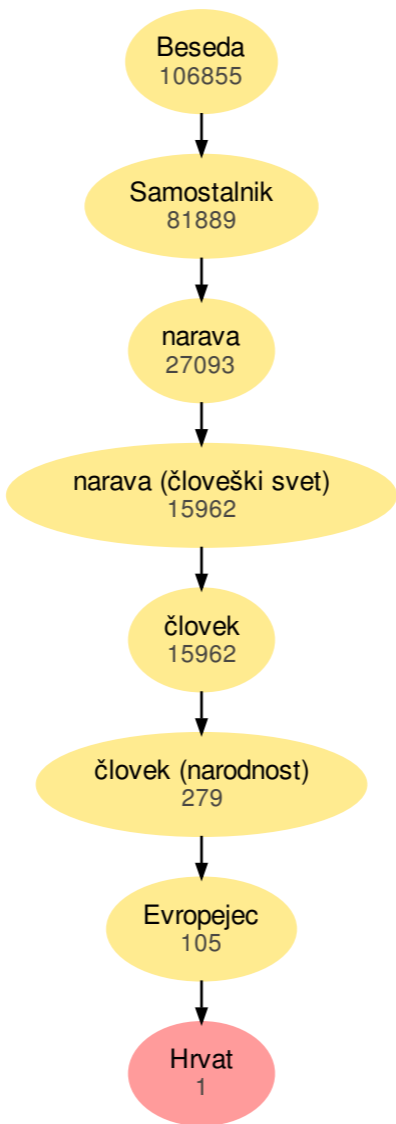 Beseda
106855
Samostalnik
81889
narava
27093
narava (človeški svet)
15962
človek
15962
človek (narodnost)
279
Evropejec
105
Hrvat
1